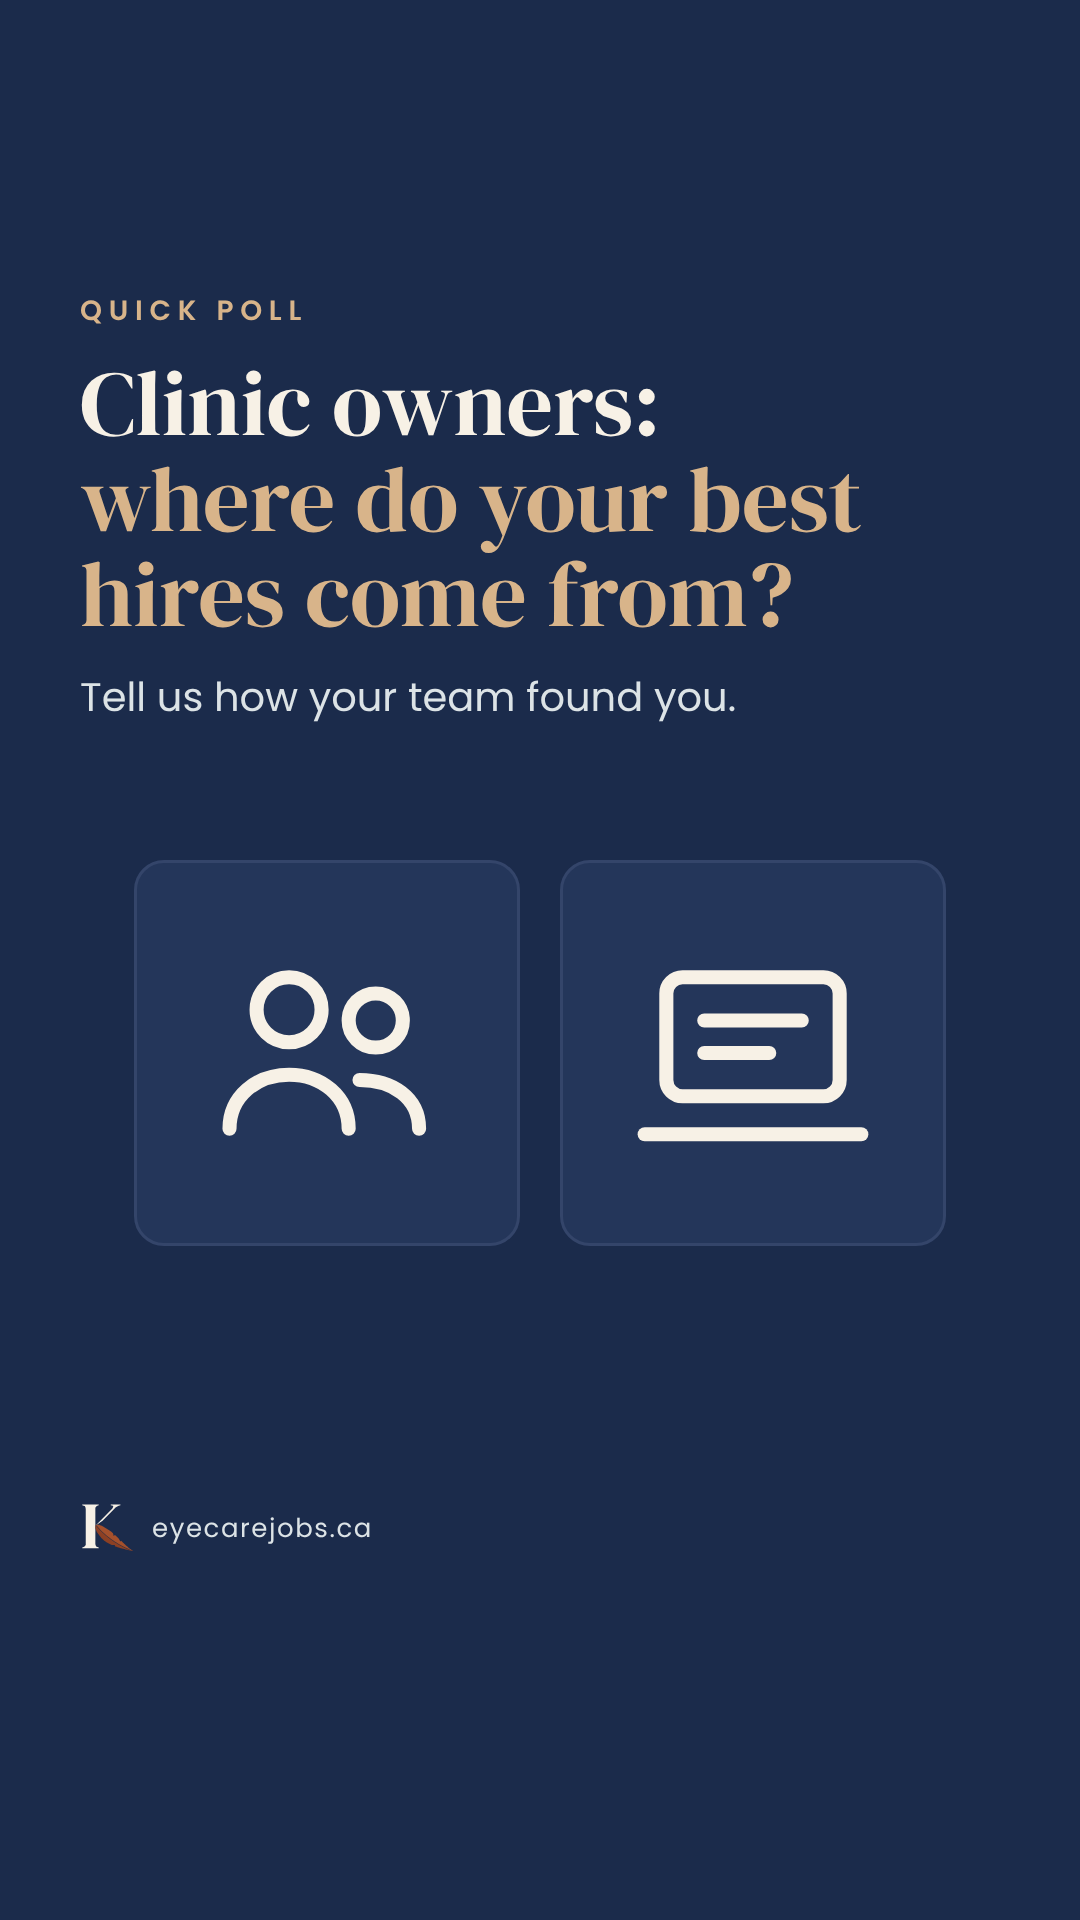 QUICK POLL
Clinic owners:
where do your best
hires come from?
Tell us how your team found you.
K eyecarejobs.ca